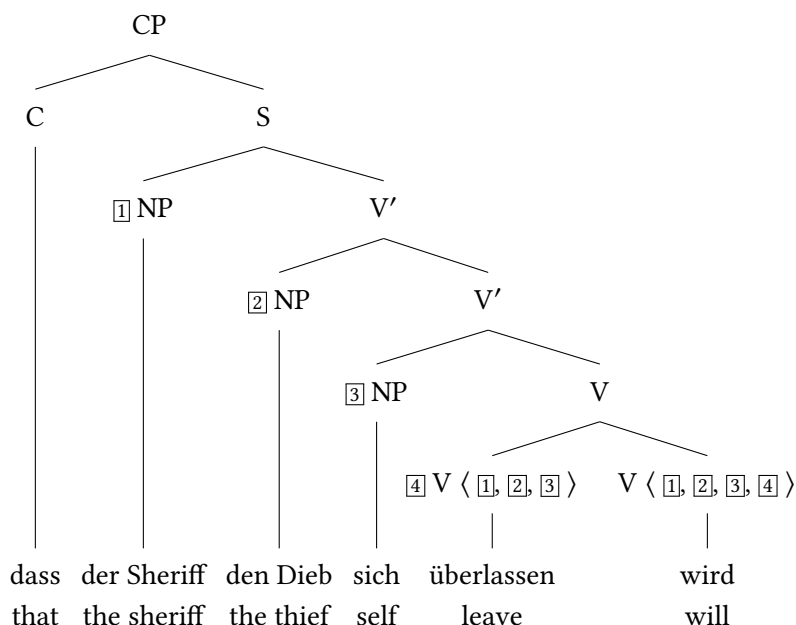 CP
C S
1 NP V′
2 NP V′
3 NP V
4 V ⟨ 1, 2, 3 ⟩ V ⟨ 1, 2, 3, 4 ⟩
dass der Sheriff den Dieb sich überlassen wird
that the sheriff the thief self leave will